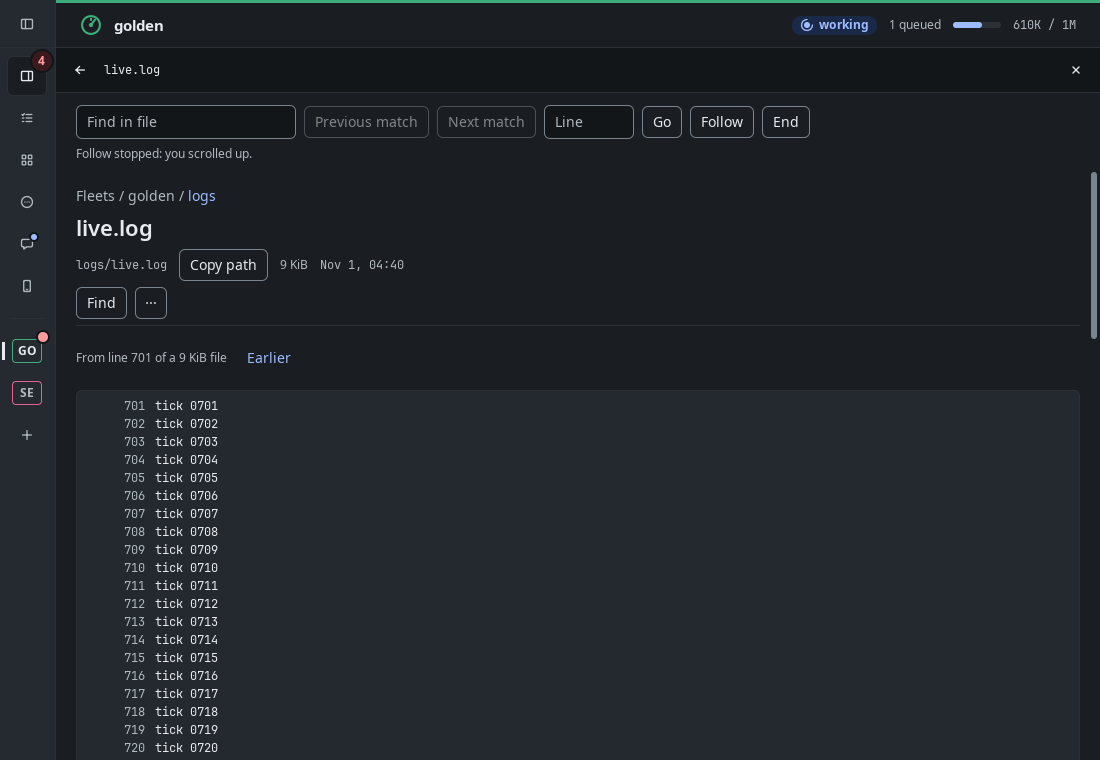 golden
working
1 queued
610K / 1M
4
live.log
Find in file
Previous match
Next match
Line
Go
Follow
End
Follow stopped: you scrolled up.
Fleets / golden / logs
live.log
logs/live.log
Copy path
9 KiB
Nov 1, 04:40
Find
...
GO
SE
From line 701 of a 9 KiB file
Earlier
701 tick 0701
702 tick 0702
703 tick 0703
704 tick 0704
705 tick 0705
706 tick 0706
707 tick 0707
708 tick 0708
709 tick 0709
710 tick 0710
711 tick 0711
712 tick 0712
713 tick 0713
714 tick 0714
715 tick 0715
716 tick 0716
717 tick 0717
718 tick 0718
719 tick 0719
720 tick 0720